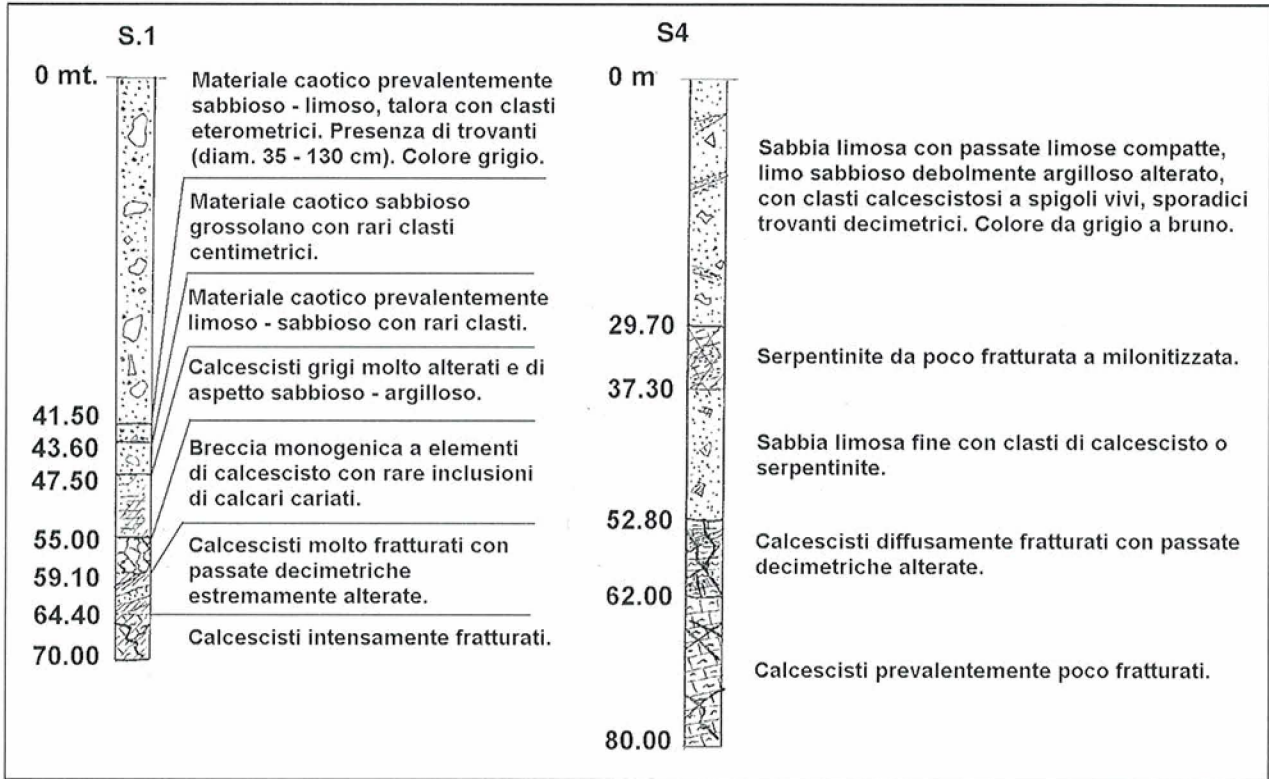 S.1
0 mt.
Materiale caotico prevalentemente
sabbioso - limoso, talora con clasti
eterometrici. Presenza di trovanti
(diam. 35 - 130 cm). Colore grigio.
Materiale caotico sabbioso
grossolano con rari clasti
centimetrici.
Materiale caotico prevalentemente
limoso - sabbioso con rari clasti.
Calcescisti grigi molto alterati e di
aspetto sabbioso - argilloso.
Breccia monogenica a elementi
di calcescisto con rare inclusioni
di calcari cariati.
Calcescisti molto fratturati con
passate decimetriche
estremamente alterate.
Calcescisti intensamente fratturati.
41.50
43.60
47.50
55.00
59.10
64.40
70.00
S4
0 m
Sabbia limosa con passate limose compatte,
limo sabbioso debolmente argilloso alterato,
con clasti calcescistosi a spigoli vivi, sporadici
trovanti decimetrici. Colore da grigio a bruno.
29.70
Serpentinite da poco fratturata a milonitizzata.
37.30
Sabbia limosa fine con clasti di calcescisto o
serpentinite.
52.80
Calcescisti diffusamente fratturati con passate
decimetriche alterate.
62.00
Calcescisti prevalentemente poco fratturati.
80.00